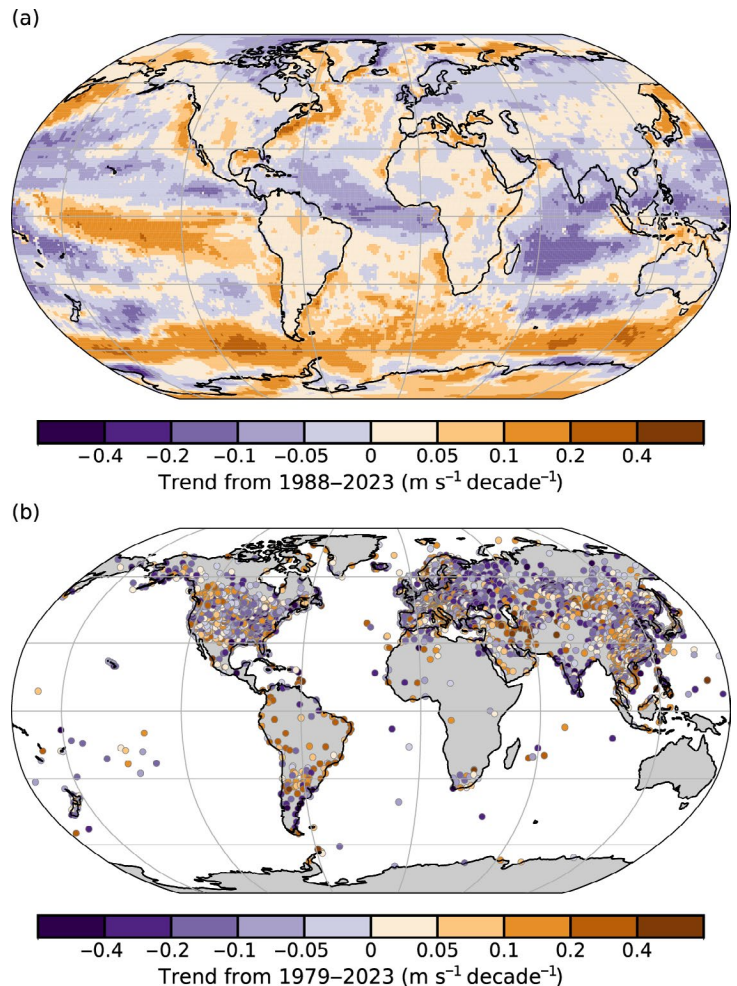 (a)
−0.4 −0.2 −0.1 −0.05 0 0.05 0.1 0.2 0.4
Trend from 1988–2023 (m s⁻¹ decade⁻¹)
(b)
−0.4 −0.2 −0.1 −0.05 0 0.05 0.1 0.2 0.4
Trend from 1979–2023 (m s⁻¹ decade⁻¹)